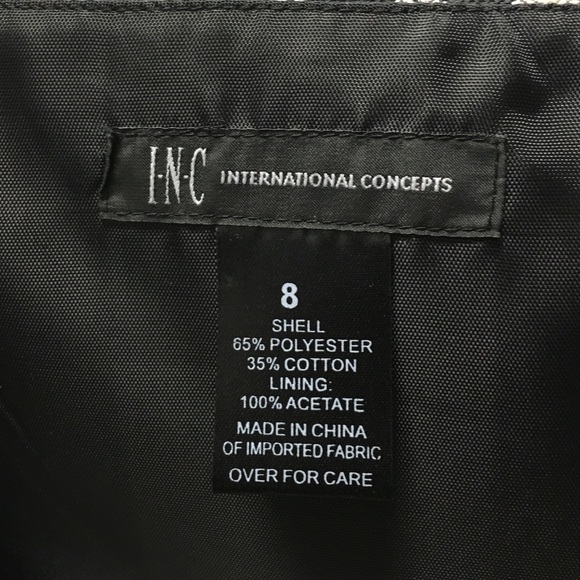 I·N·C INTERNATIONAL CONCEPTS
8
SHELL
65% POLYESTER
35% COTTON
LINING:
100% ACETATE
MADE IN CHINA
OF IMPORTED FABRIC
OVER FOR CARE